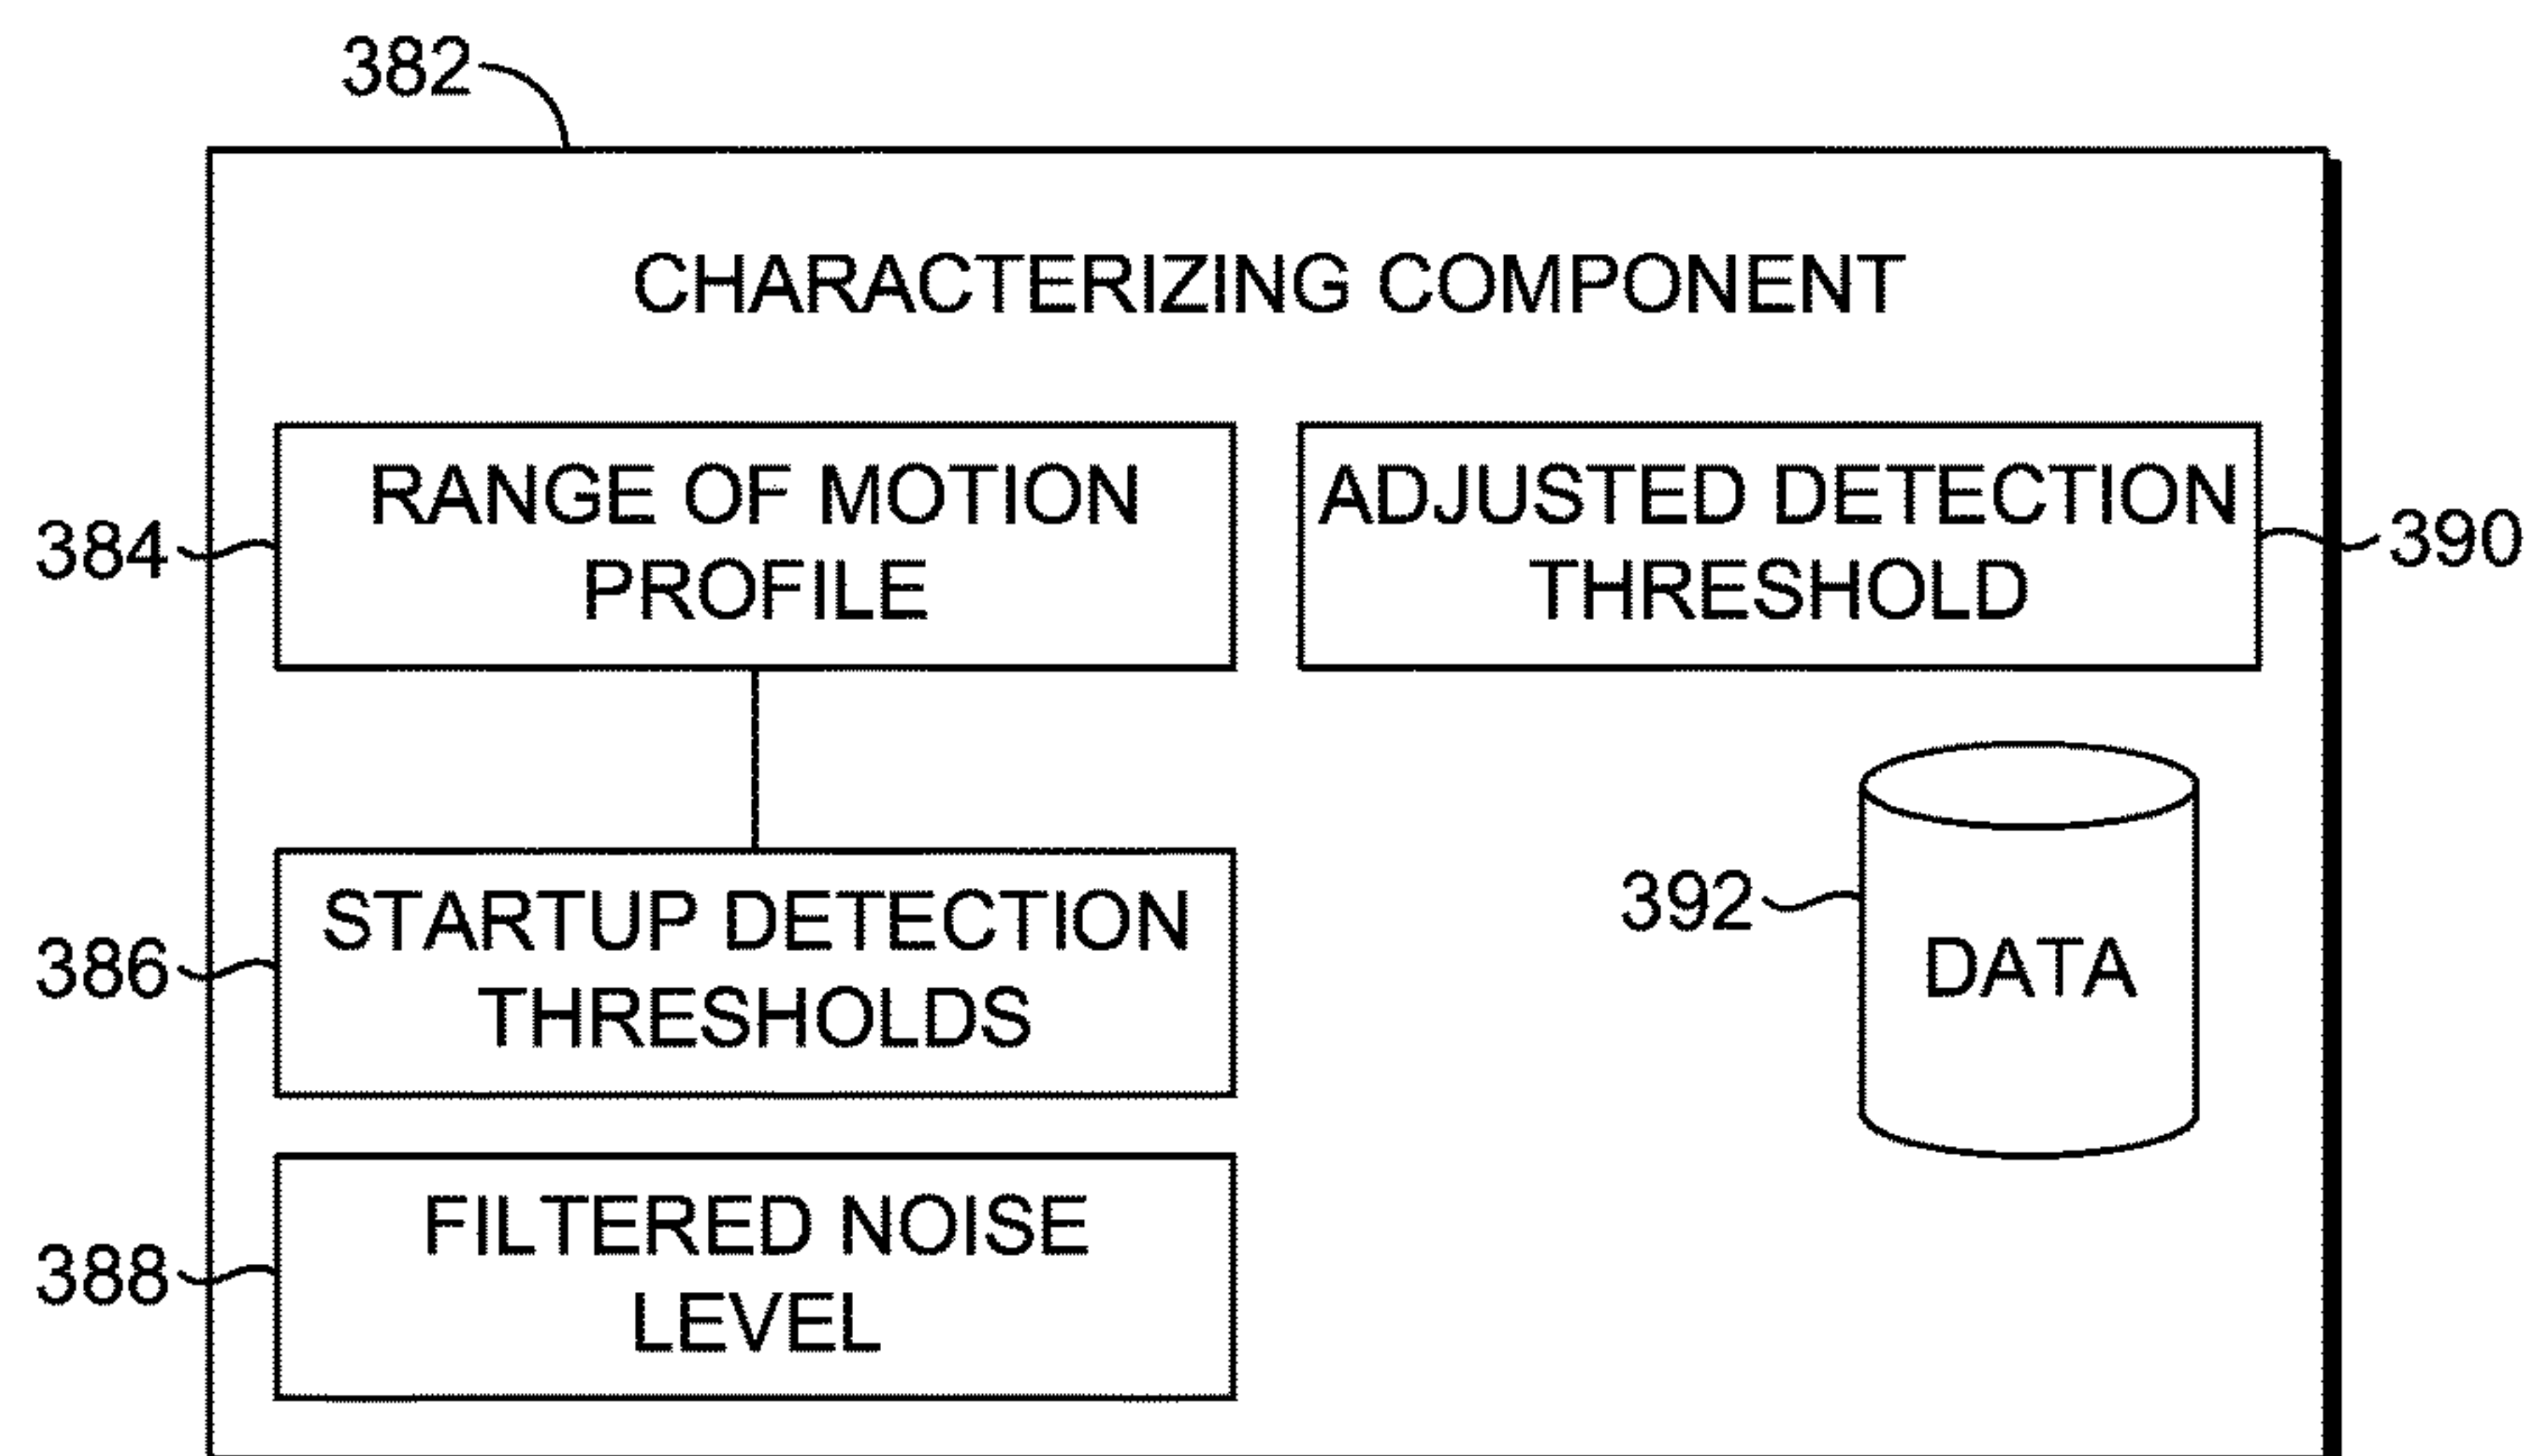 382
CHARACTERIZING COMPONENT
384
RANGE OF MOTION
PROFILE
ADJUSTED DETECTION
THRESHOLD
390
386
STARTUP DETECTION
THRESHOLDS
392
DATA
388
FILTERED NOISE
LEVEL